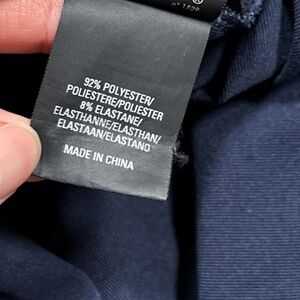 ®
92% POLYESTER/
POLIESTERE/POLIESTER
8% ELASTANE/
ELASTHANNE/ELASTHAN/
ELASTAAN/ELASTANO
MADE IN CHINA